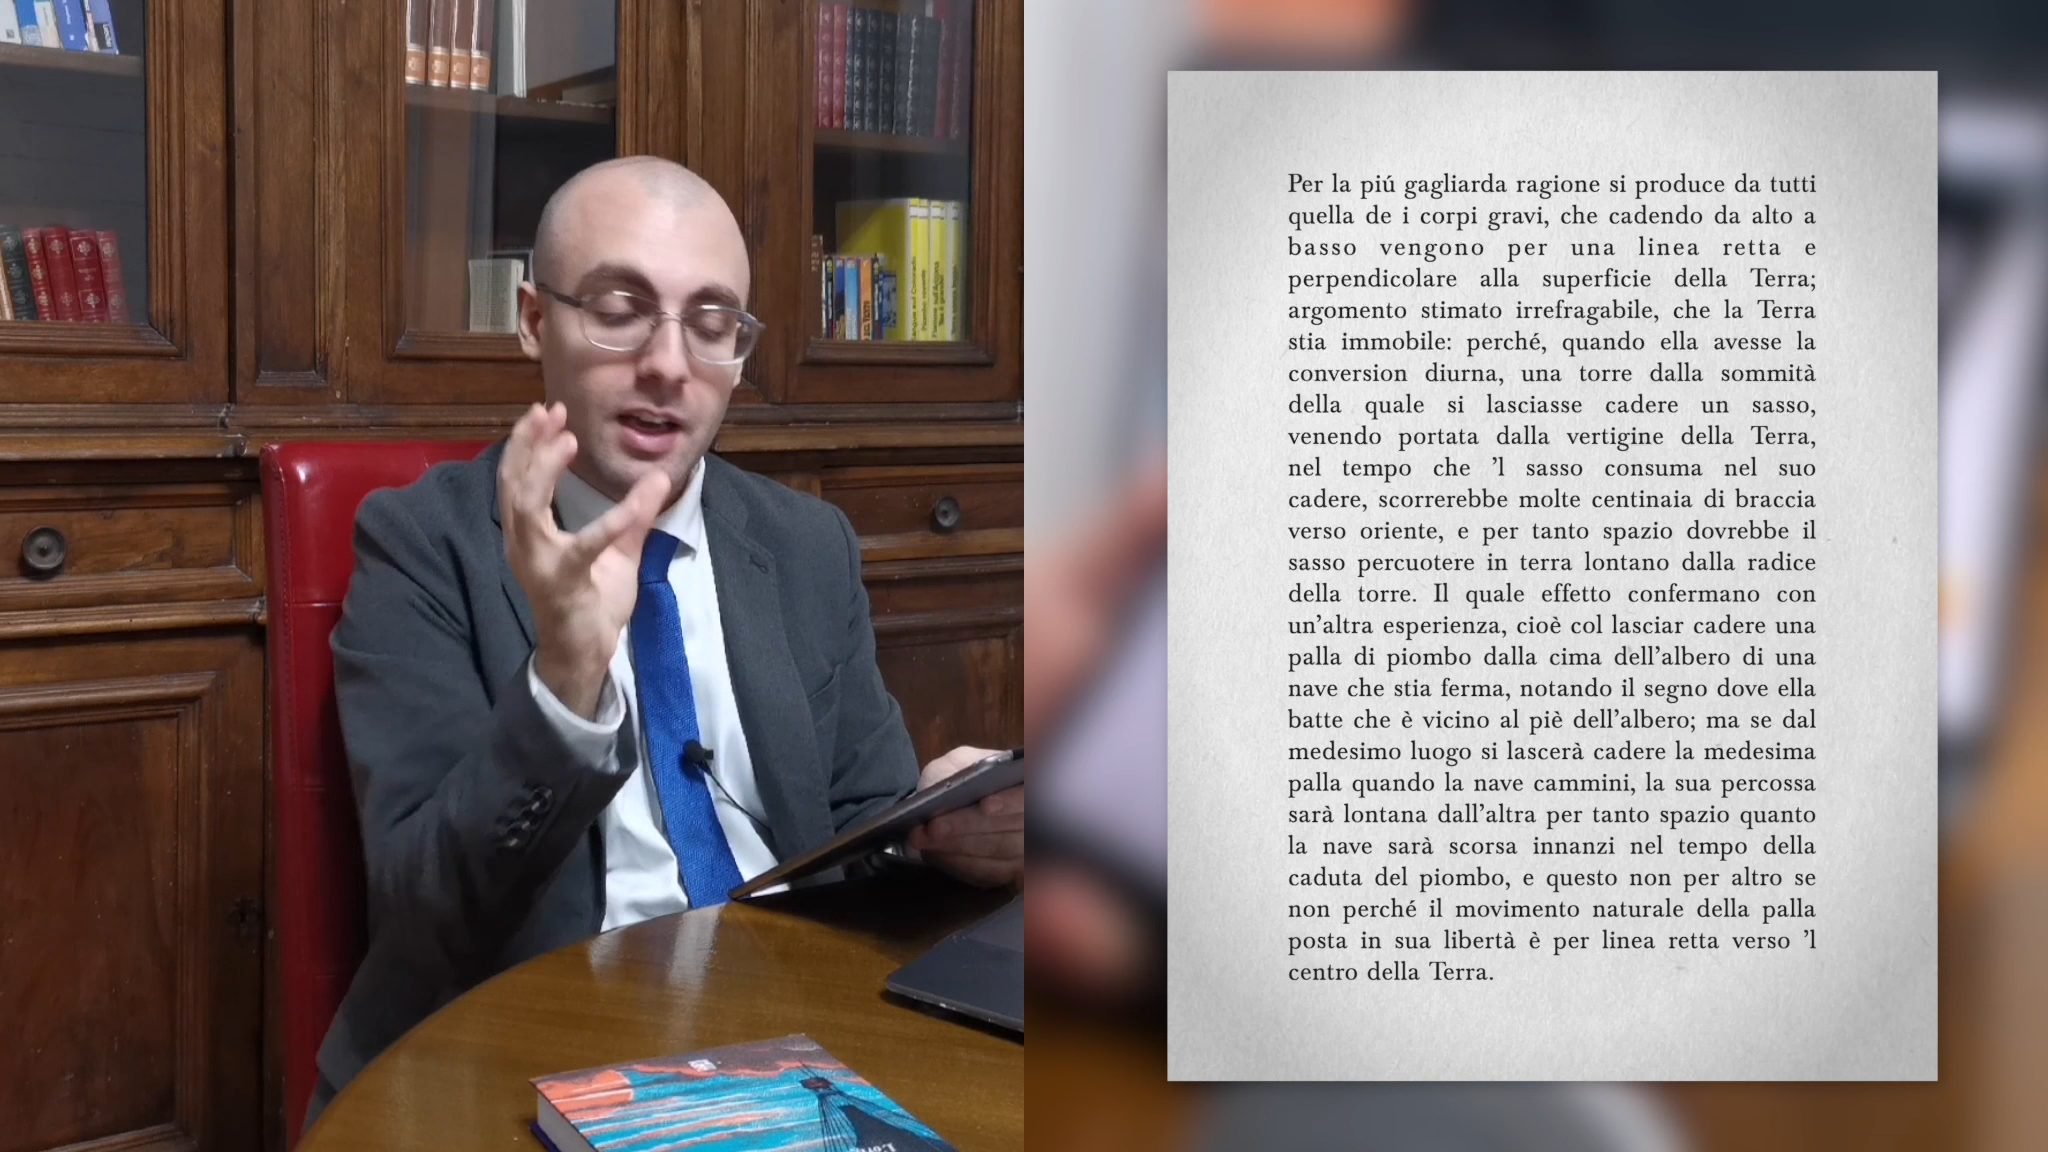 Per la piú gagliarda ragione si produce da tutti
quella de i corpi gravi, che cadendo da alto a
basso vengono per una linea retta e
perpendicolare alla superficie della Terra;
argomento stimato irrefragabile, che la Terra
stia immobile: perché, quando ella avesse la
conversion diurna, una torre dalla sommità
della quale si lasciasse cadere un sasso,
venendo portata dalla vertigine della Terra,
nel tempo che ’l sasso consuma nel suo
cadere, scorrerebbe molte centinaia di braccia
verso oriente, e per tanto spazio dovrebbe il
sasso percuotere in terra lontano dalla radice
della torre. Il quale effetto confermano con
un’altra esperienza, cioè col lasciar cadere una
palla di piombo dalla cima dell’albero di una
nave che stia ferma, notando il segno dove ella
batte che è vicino al piè dell’albero; ma se dal
medesimo luogo si lascerà cadere la medesima
palla quando la nave cammini, la sua percossa
sarà lontana dall’altra per tanto spazio quanto
la nave sarà scorsa innanzi nel tempo della
caduta del piombo, e questo non per altro se
non perché il movimento naturale della palla
posta in sua libertà è per linea retta verso ’l
centro della Terra.